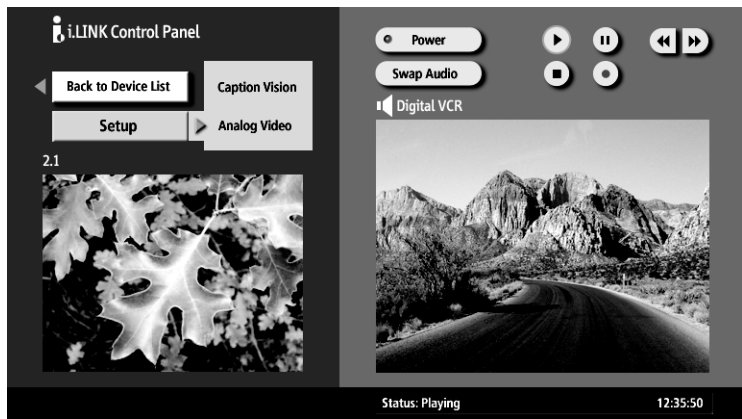 i.LINK Control Panel
Back to Device List
Caption Vision
Setup
Analog Video
2.1
Power
Swap Audio
Digital VCR
Status: Playing
12:35:50